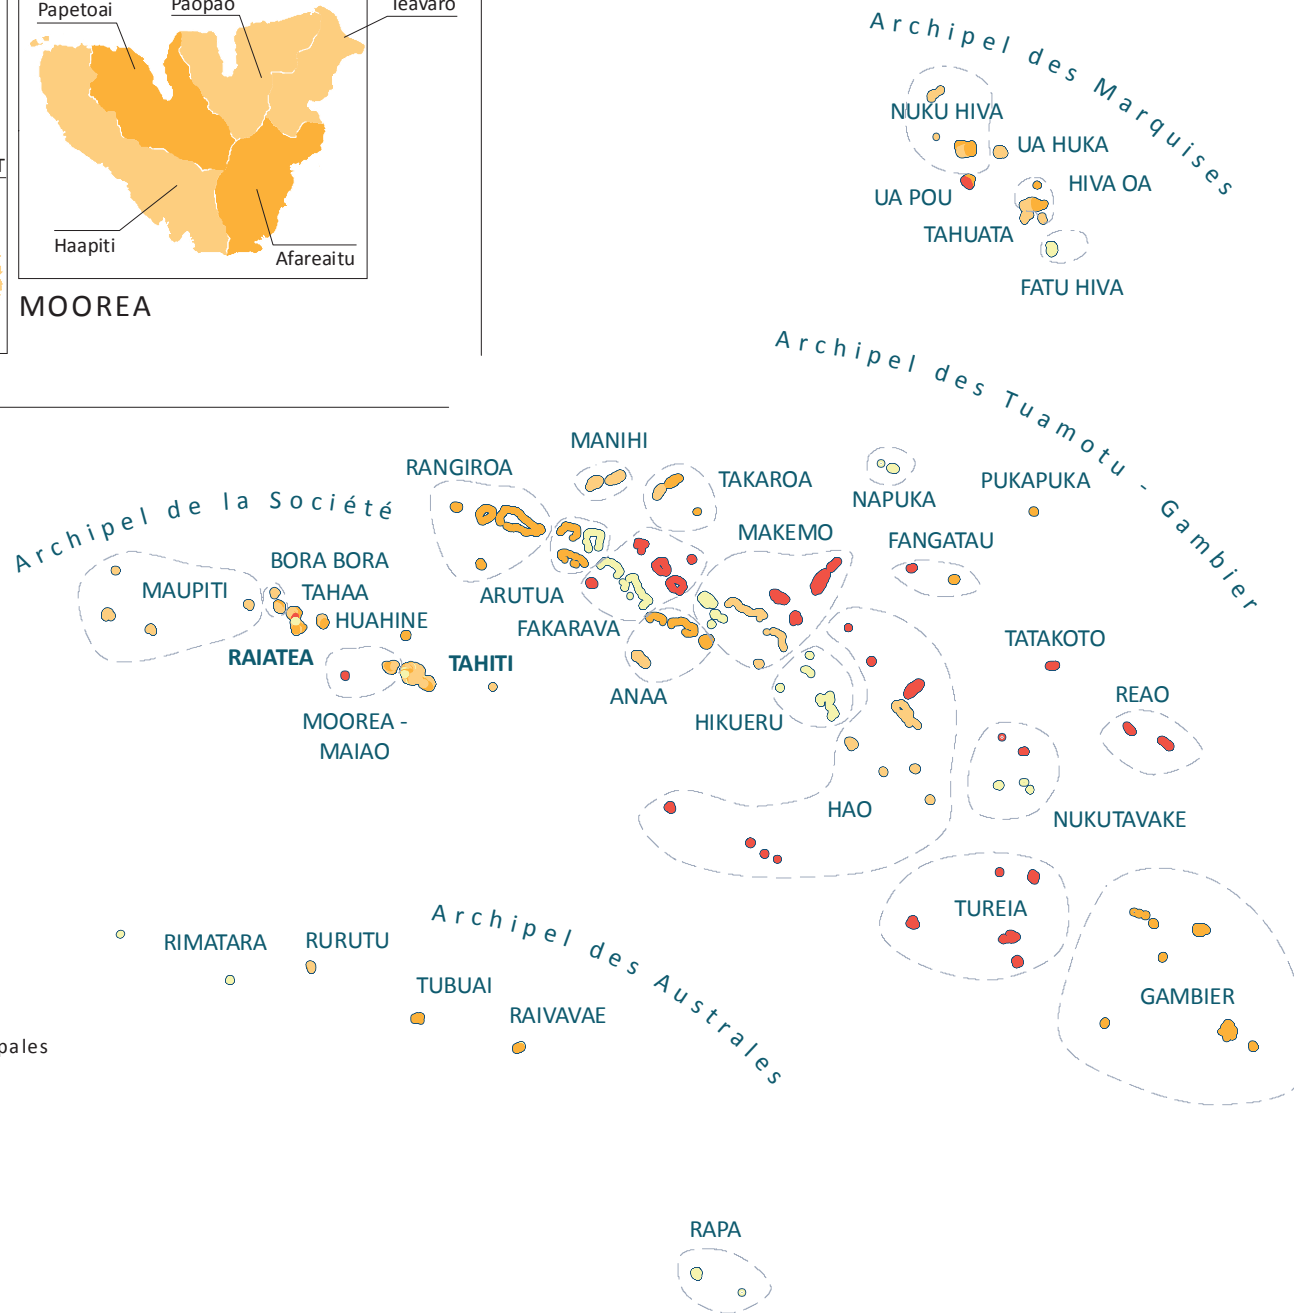 Papetoai
Paopao
Teavaro
Haapiti
Afareaitu
MOOREA
Archipel des Marquises
NUKU HIVA
UA HUKA
HIVA OA
UA POU
TAHUATA
FATU HIVA
Archipel des Tuamotu - Gambier
MANIHI
RANGIROA
TAKAROA
NAPUKA
PUKAPUKA
Archipel de la Société
MAKEMO
FANGATAU
BORA BORA
MAUPITI
TAHAA
ARUTUA
HUAHINE
FAKARAVA
TATAKOTO
RAIATEA
TAHITI
ANAA
REAO
MOOREA -
MAIAO
HIKUERU
HAO
NUKUTAVAKE
TUREIA
Archipel des Australes
RIMATARA
RURUTU
TUBUAI
RAIVAVAE
GAMBIER
pales
RAPA